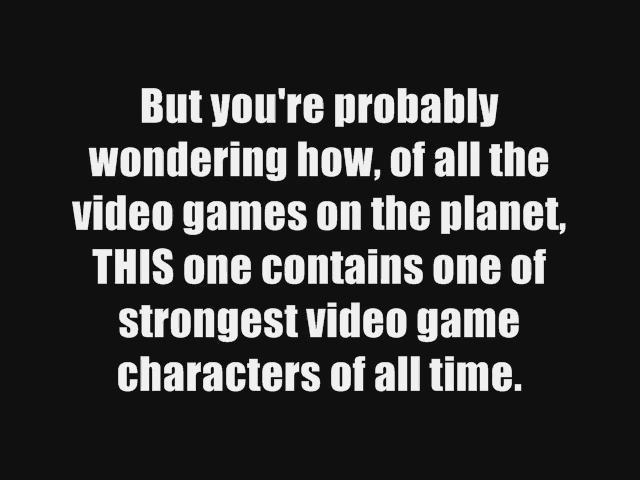 But you're probably
wondering how, of all the
video games on the planet,
THIS one contains one of
strongest video game
characters of all time.